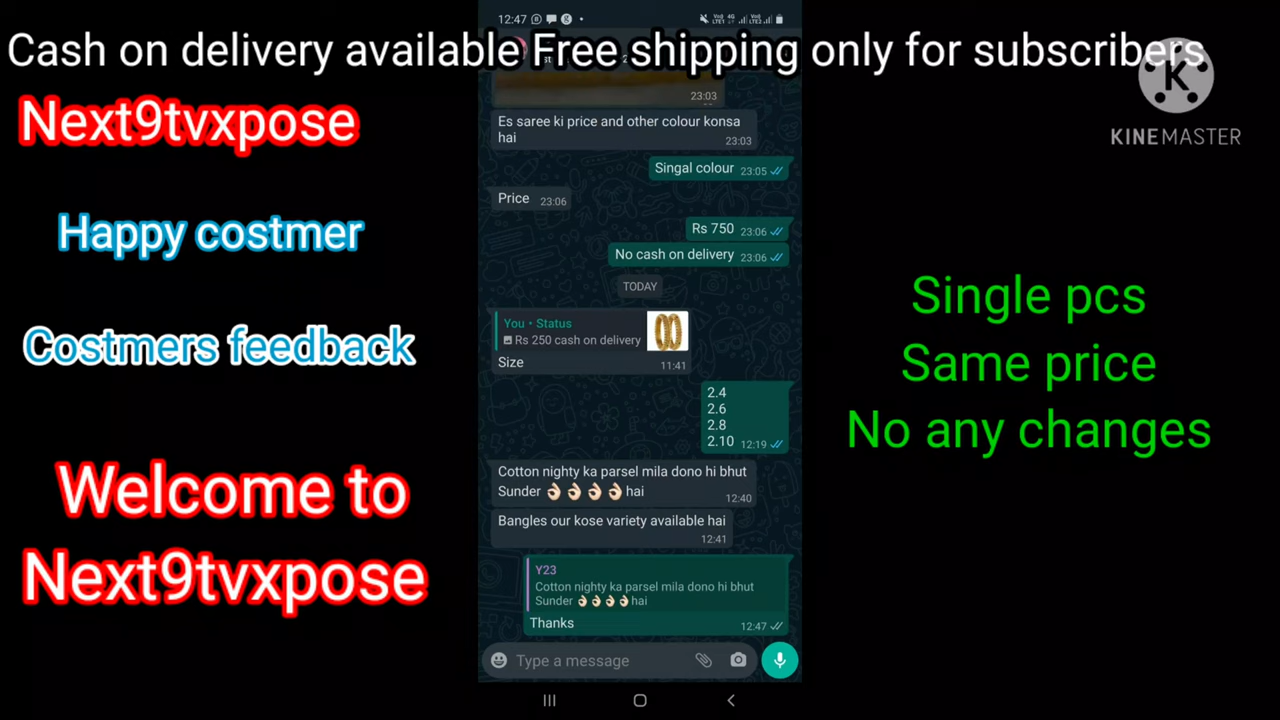 12:47
Cash on delivery available Free shipping only for subscribers
Next9tvxpose
Happy costmer
Costmers feedback
Welcome to
Next9tvxpose
23:03
Es saree ki price and other colour konsa
hai
23:03
Singal colour 23:05
Price 23:06
Rs 750 23:06
No cash on delivery 23:06
TODAY
You • Status
Rs 250 cash on delivery
Size 11:41
2.4
2.6
2.8
2.10 12:19
Cotton nighty ka parsel mila dono hi bhut
Sunder 👌🏻👌🏻👌🏻👌🏻 hai 12:40
Bangles our kose variety available hai
12:41
Y23
Cotton nighty ka parsel mila dono hi bhut
Sunder 👌🏻👌🏻👌🏻👌🏻 hai
Thanks 12:47
Type a message
KINEMASTER
Single pcs
Same price
No any changes